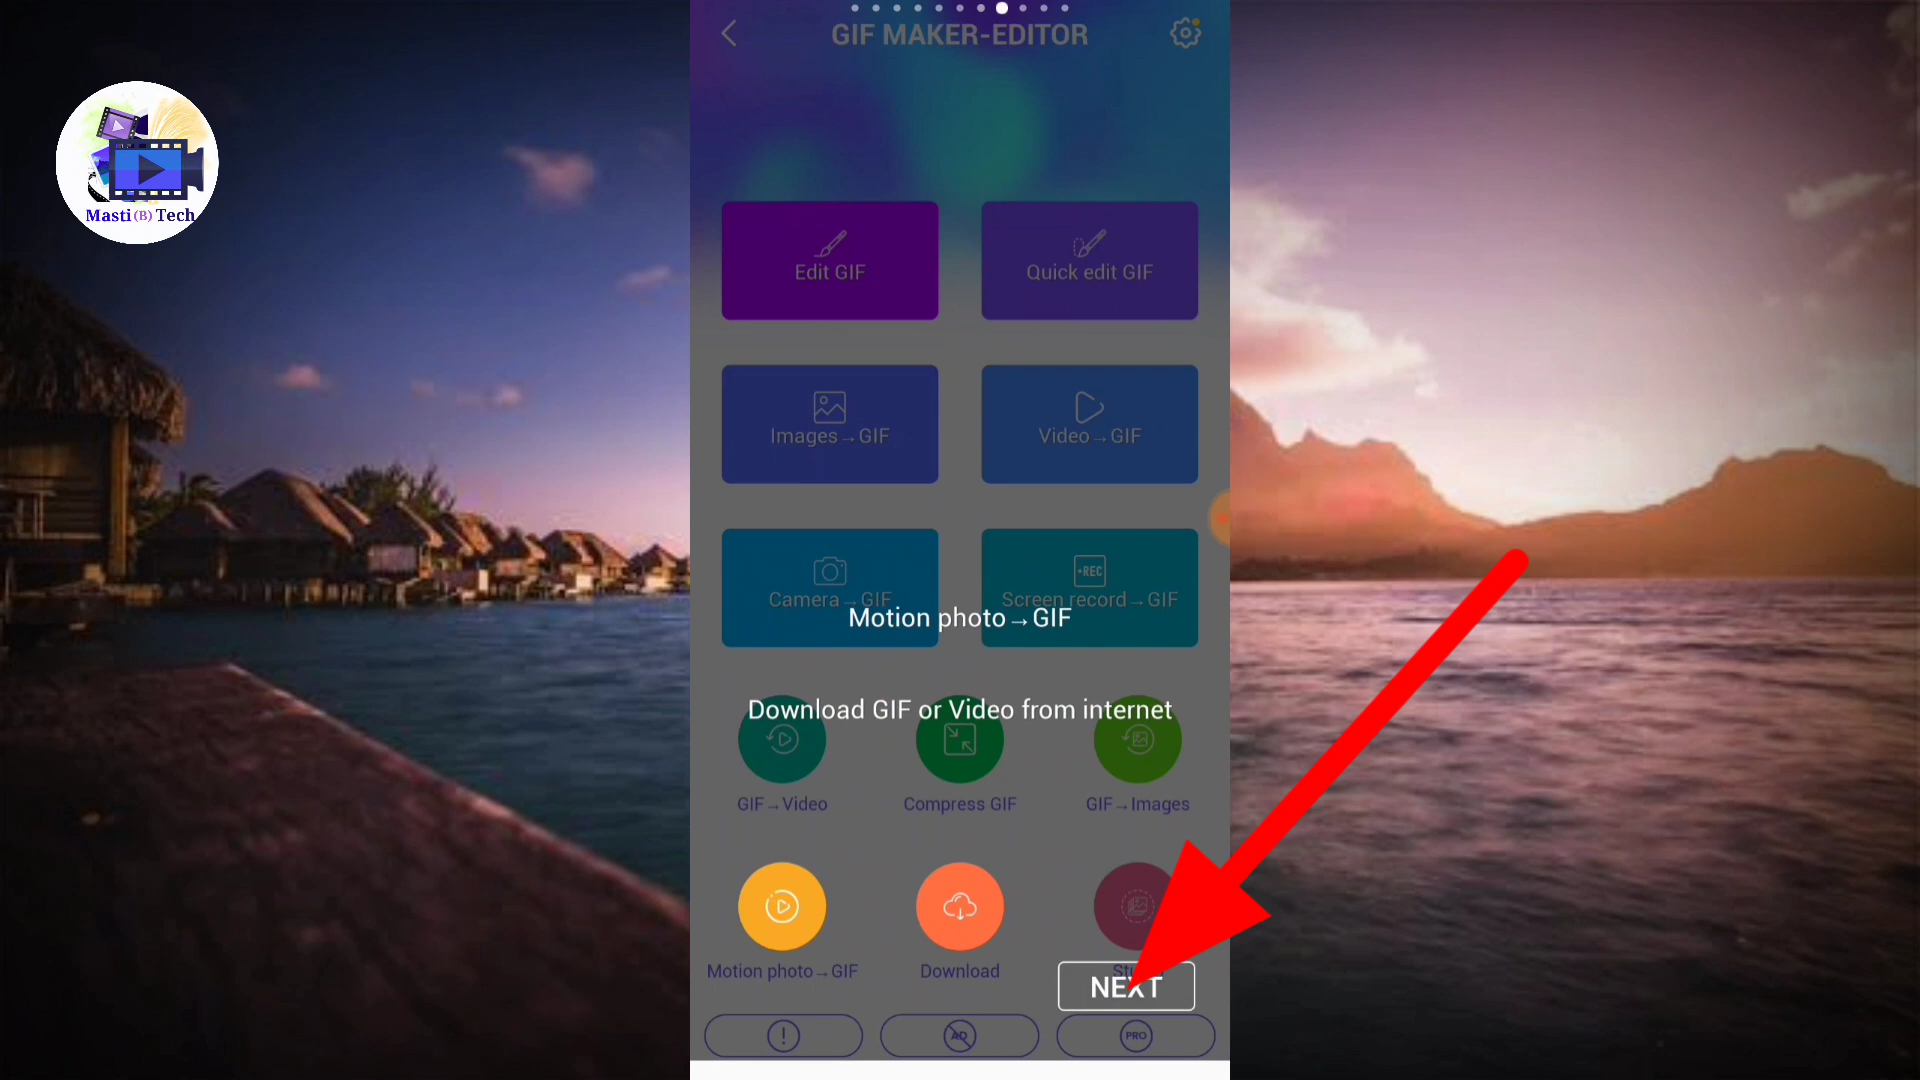 GIF MAKER-EDITOR
Masti (B) Tech
Edit GIF
Quick edit GIF
Images→GIF
Video→GIF
•REC
Camera→GIF
Screen record→GIF
Motion photo→GIF
Download GIF or Video from internet
GIF→Video
Compress GIF
GIF→Images
Motion photo→GIF
Download
NEXT
!
AD
PRO